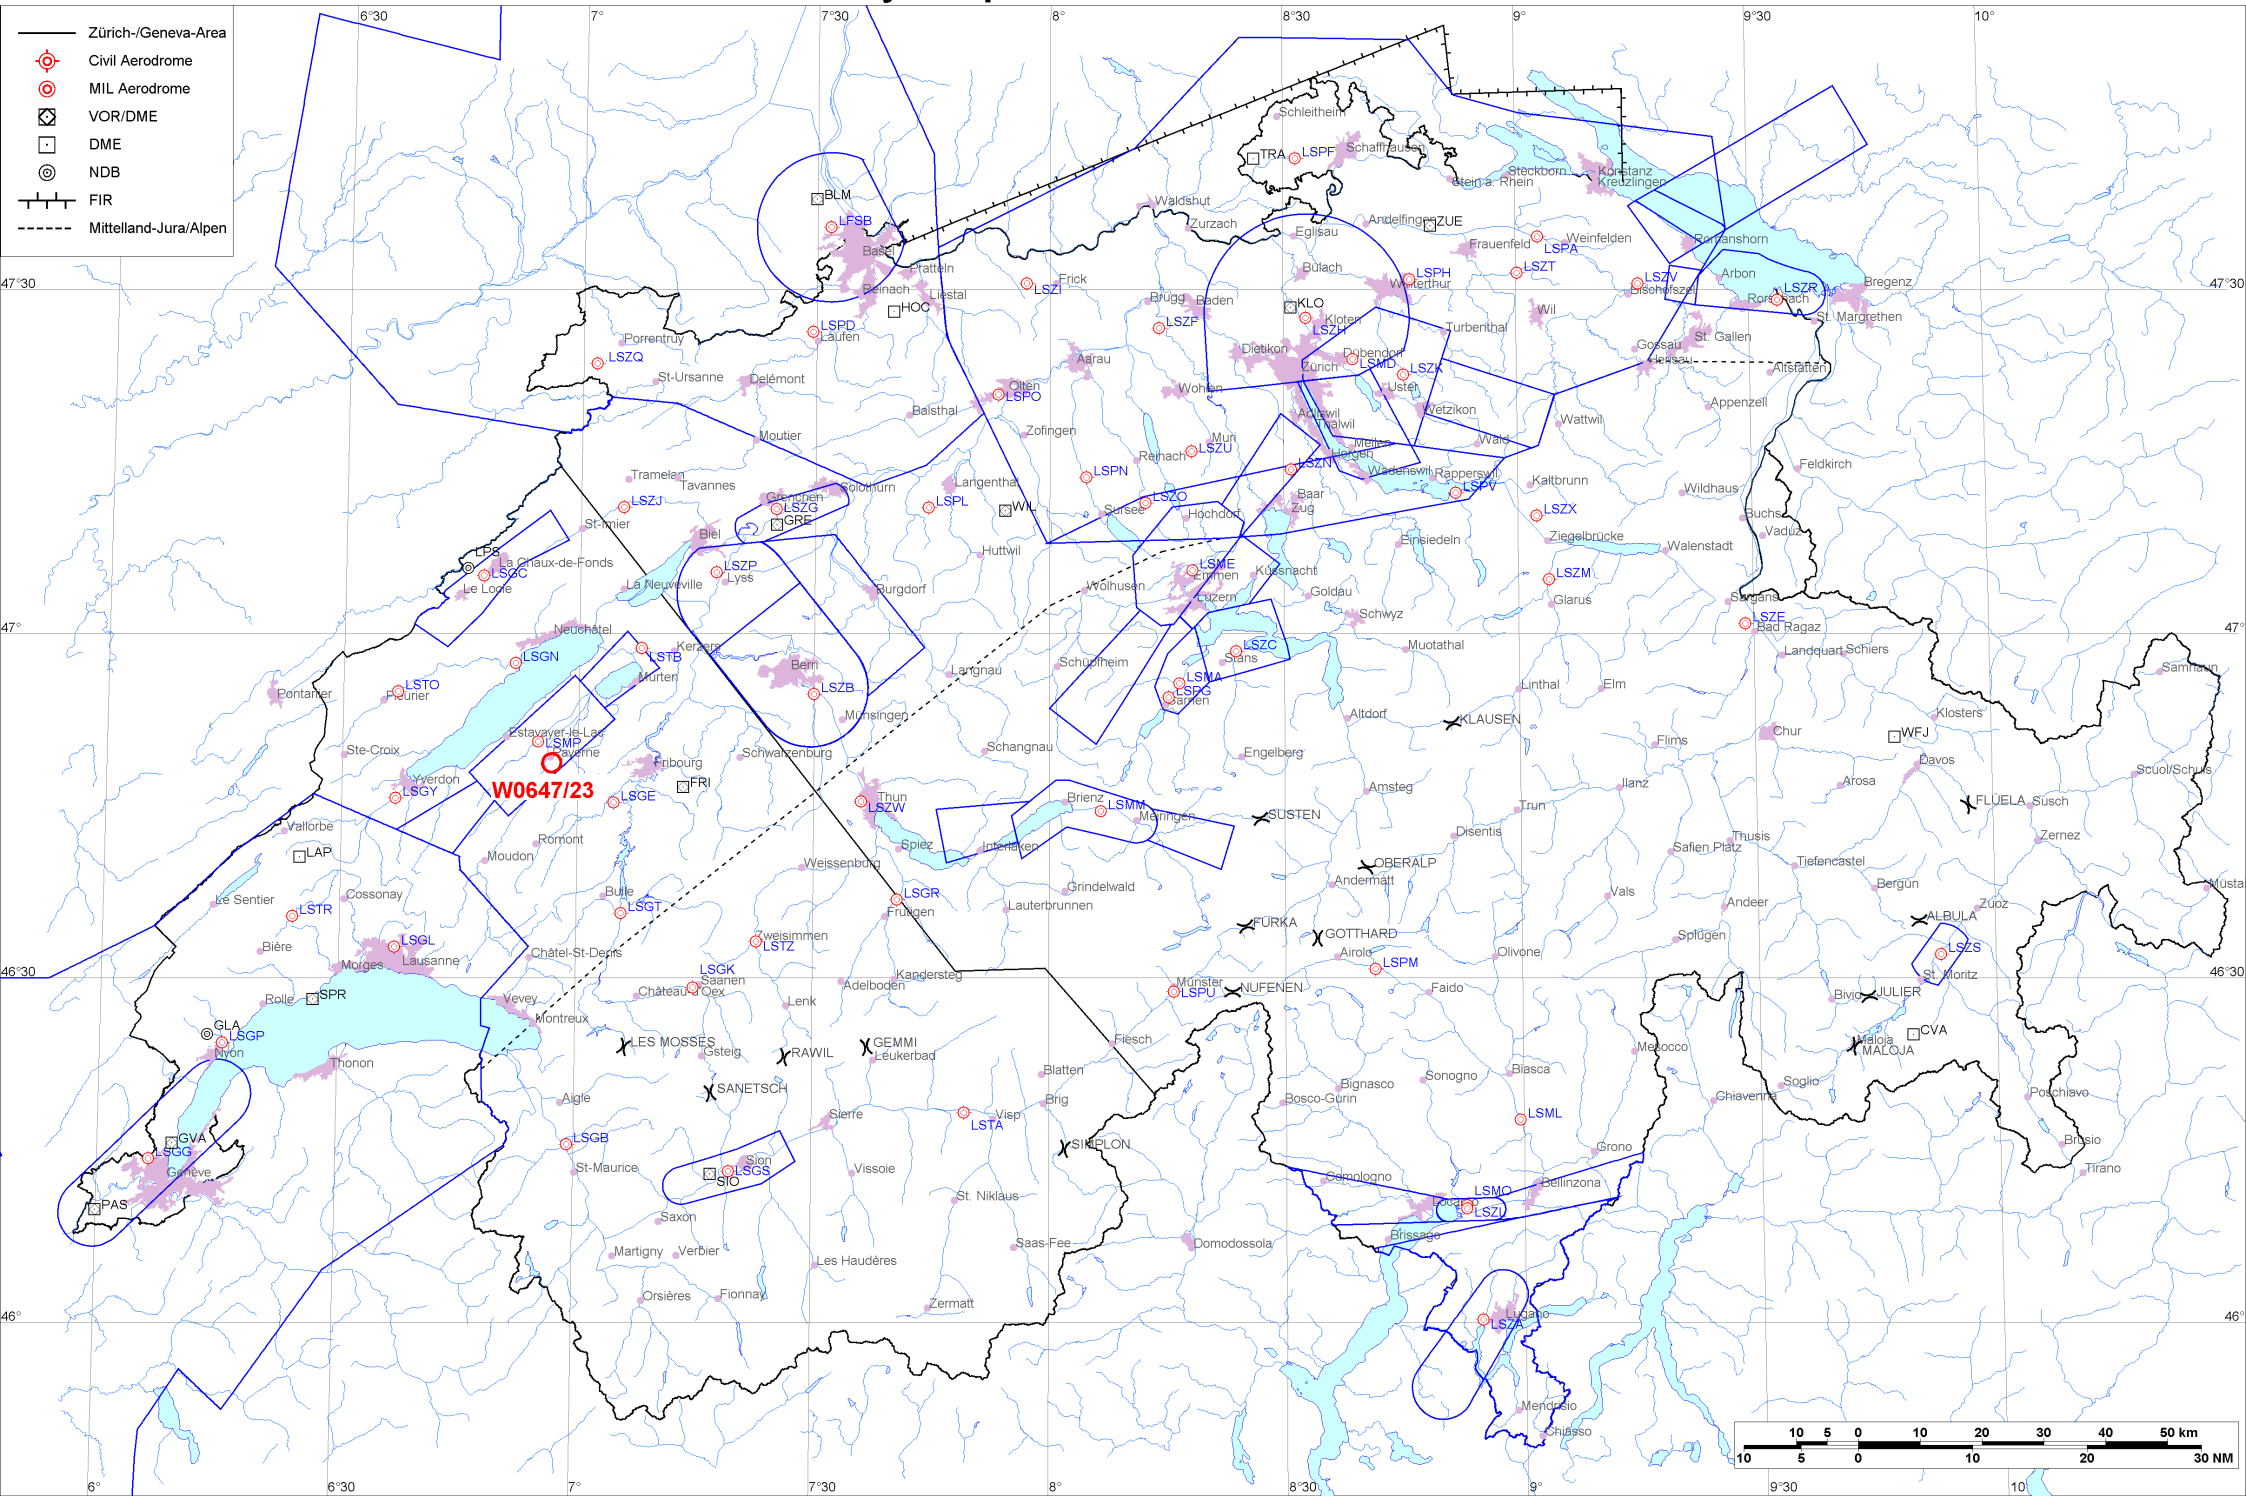 6°30
7°
7°30
8°
8°30
9°
9°30
10°
Zürich-/Geneva-Area
Civil Aerodrome
MIL Aerodrome
VOR/DME
DME
NDB
FIR
Mittelland-Jura/Alpen
Schleitheim
TRA
LSPF
Schaffhausen
Steckborn
Stein a. Rhein
Konstanz
Kreuzlingen
BLM
LFSB
Basel
Waldshut
Zurzach
Eglisau
Andelfingen
ZUE
Frauenfeld
LSPA
Weinfelden
Romanshorn
Pratteln
Reinach
Liestal
HOC
LSZI
Frick
Bülach
LSPH
Winterthur
LSZT
LSZV
Bischofszell
Arbon
LSZR
Rorschach
Bregenz
St. Margrethen
47°30
47°30
Brugg
Baden
KLO
Kloten
LSZH
LSZF
Wil
Turbenthal
St. Gallen
Gossau
Herisau
Altstätten
LSPD
Laufen
Porrentruy
LSZQ
St-Ursanne
Delémont
Aarau
Olten
LSPO
Wohlen
Dietikon
Zürich
Dübendorf
LSMD
LSZK
Uster
Wetzikon
Appenzell
Balsthal
Zofingen
Adliswil
Thalwil
Wattwil
Moutier
Muri
LSZU
Reinach
Meilen
Horgen
Wald
Feldkirch
Tramelan
Tavannes
LSPN
LSZN
Wädenswil
Rapperswil
LSPV
Kaltbrunn
Wildhaus
Grenchen
Solothurn
LSZG
GRE
Langenthal
LSPL
WIL
LSZO
Sursee
Hochdorf
Baar
Zug
LSZJ
St-Imier
Biel
LSZX
Buchs
Vaduz
Ziegelbrücke
Walenstadt
Einsiedeln
LPS
La Chaux-de-Fonds
LSGC
Le Locle
LSZP
Lyss
La Neuveville
Huttwil
Burgdorf
LSME
Emmen
Küssnacht
Wolhusen
Luzern
Goldau
Schwyz
LSZM
Glarus
Sargans
LSZE
Bad Ragaz
47°
47°
Neuchâtel
LSGN
LSTB
Kerzers
Murten
Bern
LSZB
Langnau
Schüpfheim
LSZC
Stans
LSMA
LSPG
Sarnen
Muotathal
Landquart
Schiers
Samnaun
LSTO
Fleurier
Pontarlier
Münsingen
Altdorf
Linthal
Elm
KLAUSEN
Klosters
WFJ
Chur
Flims
Ste-Croix
Estavayer-le-Lac
LSMP
Payerne
W0647/23
Fribourg
FRI
Schwarzenburg
Schangnau
Engelberg
Davos
Scuol/Schuls
Yverdon
LSGY
LSGE
Thun
LSZW
Brienz
LSMM
Meiringen
Amsteg
SUSTEN
Ilanz
Arosa
FLÜELA
Susch
Trun
Disentis
Zernez
Vallorbe
LAP
Romont
Moudon
Spiez
Interlaken
Weissenburg
OBERALP
Safien Platz
Thusis
Tiefencastel
Le Sentier
Cossonay
LSTR
Bulle
LSGT
LSGR
Frutigen
Grindelwald
Lauterbrunnen
Andermatt
FURKA
GOTTHARD
Vals
Andeer
Bergün
Müsta
ALBULA
Zuoz
Bière
LSGL
Lausanne
Morges
Châtel-St-Denis
Zweisimmen
LSTZ
Airolo
LSPM
Olivone
Splügen
LSZS
St. Moritz
46°30
46°30
Rolle
SPR
Vevey
Montreux
LSGK
Saanen
Château-d'Oex
Lenk
Adelboden
Kandersteg
Münster
LSPU
NUFENEN
Faido
Bivio
JULIER
GLA
LSGP
Nyon
Thonon
LES MOSSES
Gsteig
RAWIL
GEMMI
Leukerbad
Fiesch
Mesocco
CVA
Maloja
MALOJA
SANETSCH
Blatten
Brig
Bignasco
Sonogno
Biasca
Bosco-Gurin
Soglio
Chiavenna
Poschiavo
Aigle
LSGB
Sierre
LSTA
Visp
SIMPLON
LSML
Grono
Brusio
Tirano
GVA
LSGG
Genève
PAS
St-Maurice
Sion
LSGS
SIO
Vissoie
St. Niklaus
Comologno
LSMO
Locarno
LSZL
Bellinzona
Saxon
Martigny
Verbier
Saas-Fee
Domodossola
Brissago
Les Haudères
Orsières
Fionnay
Zermatt
46°
46°
Lugano
LSZA
Mendrisio
Chiasso
10 5 0 10 20 30 40 50 km
10 5 0 10 20 30 NM
6°
6°30
7°
7°30
8°
8°30
9°
9°30
10°